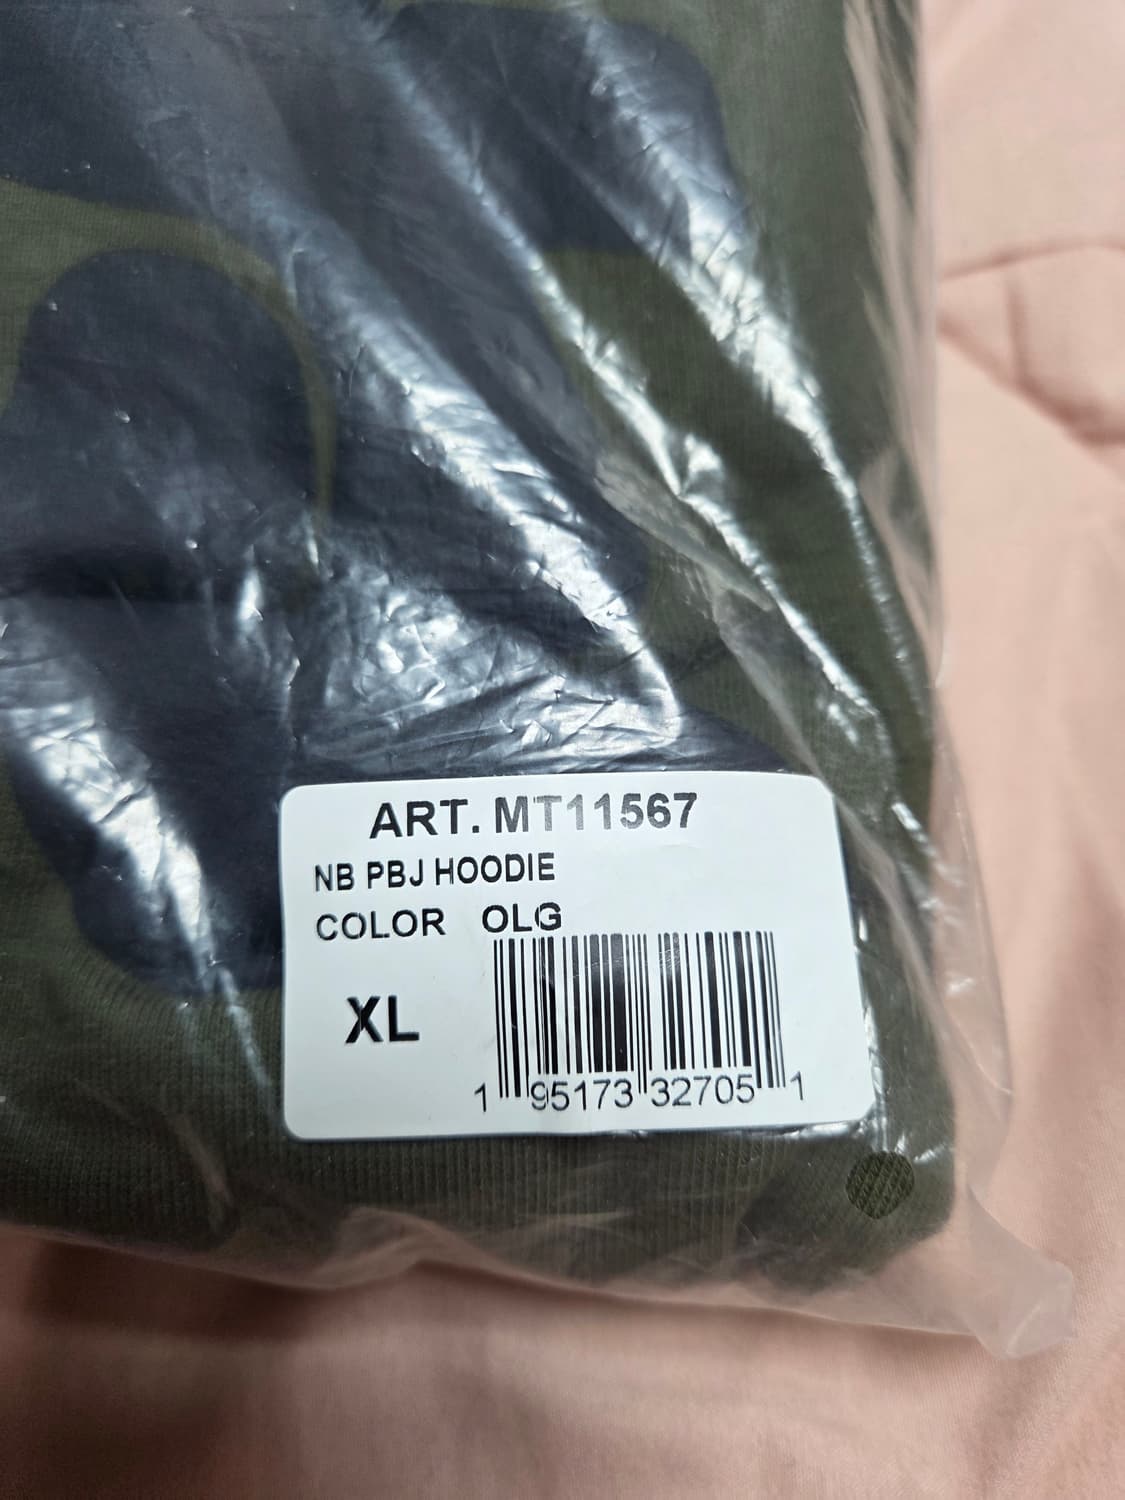 ART. MT11567
NB PBJ HOODIE
COLOR OLG
XL
1 95173 32705 1